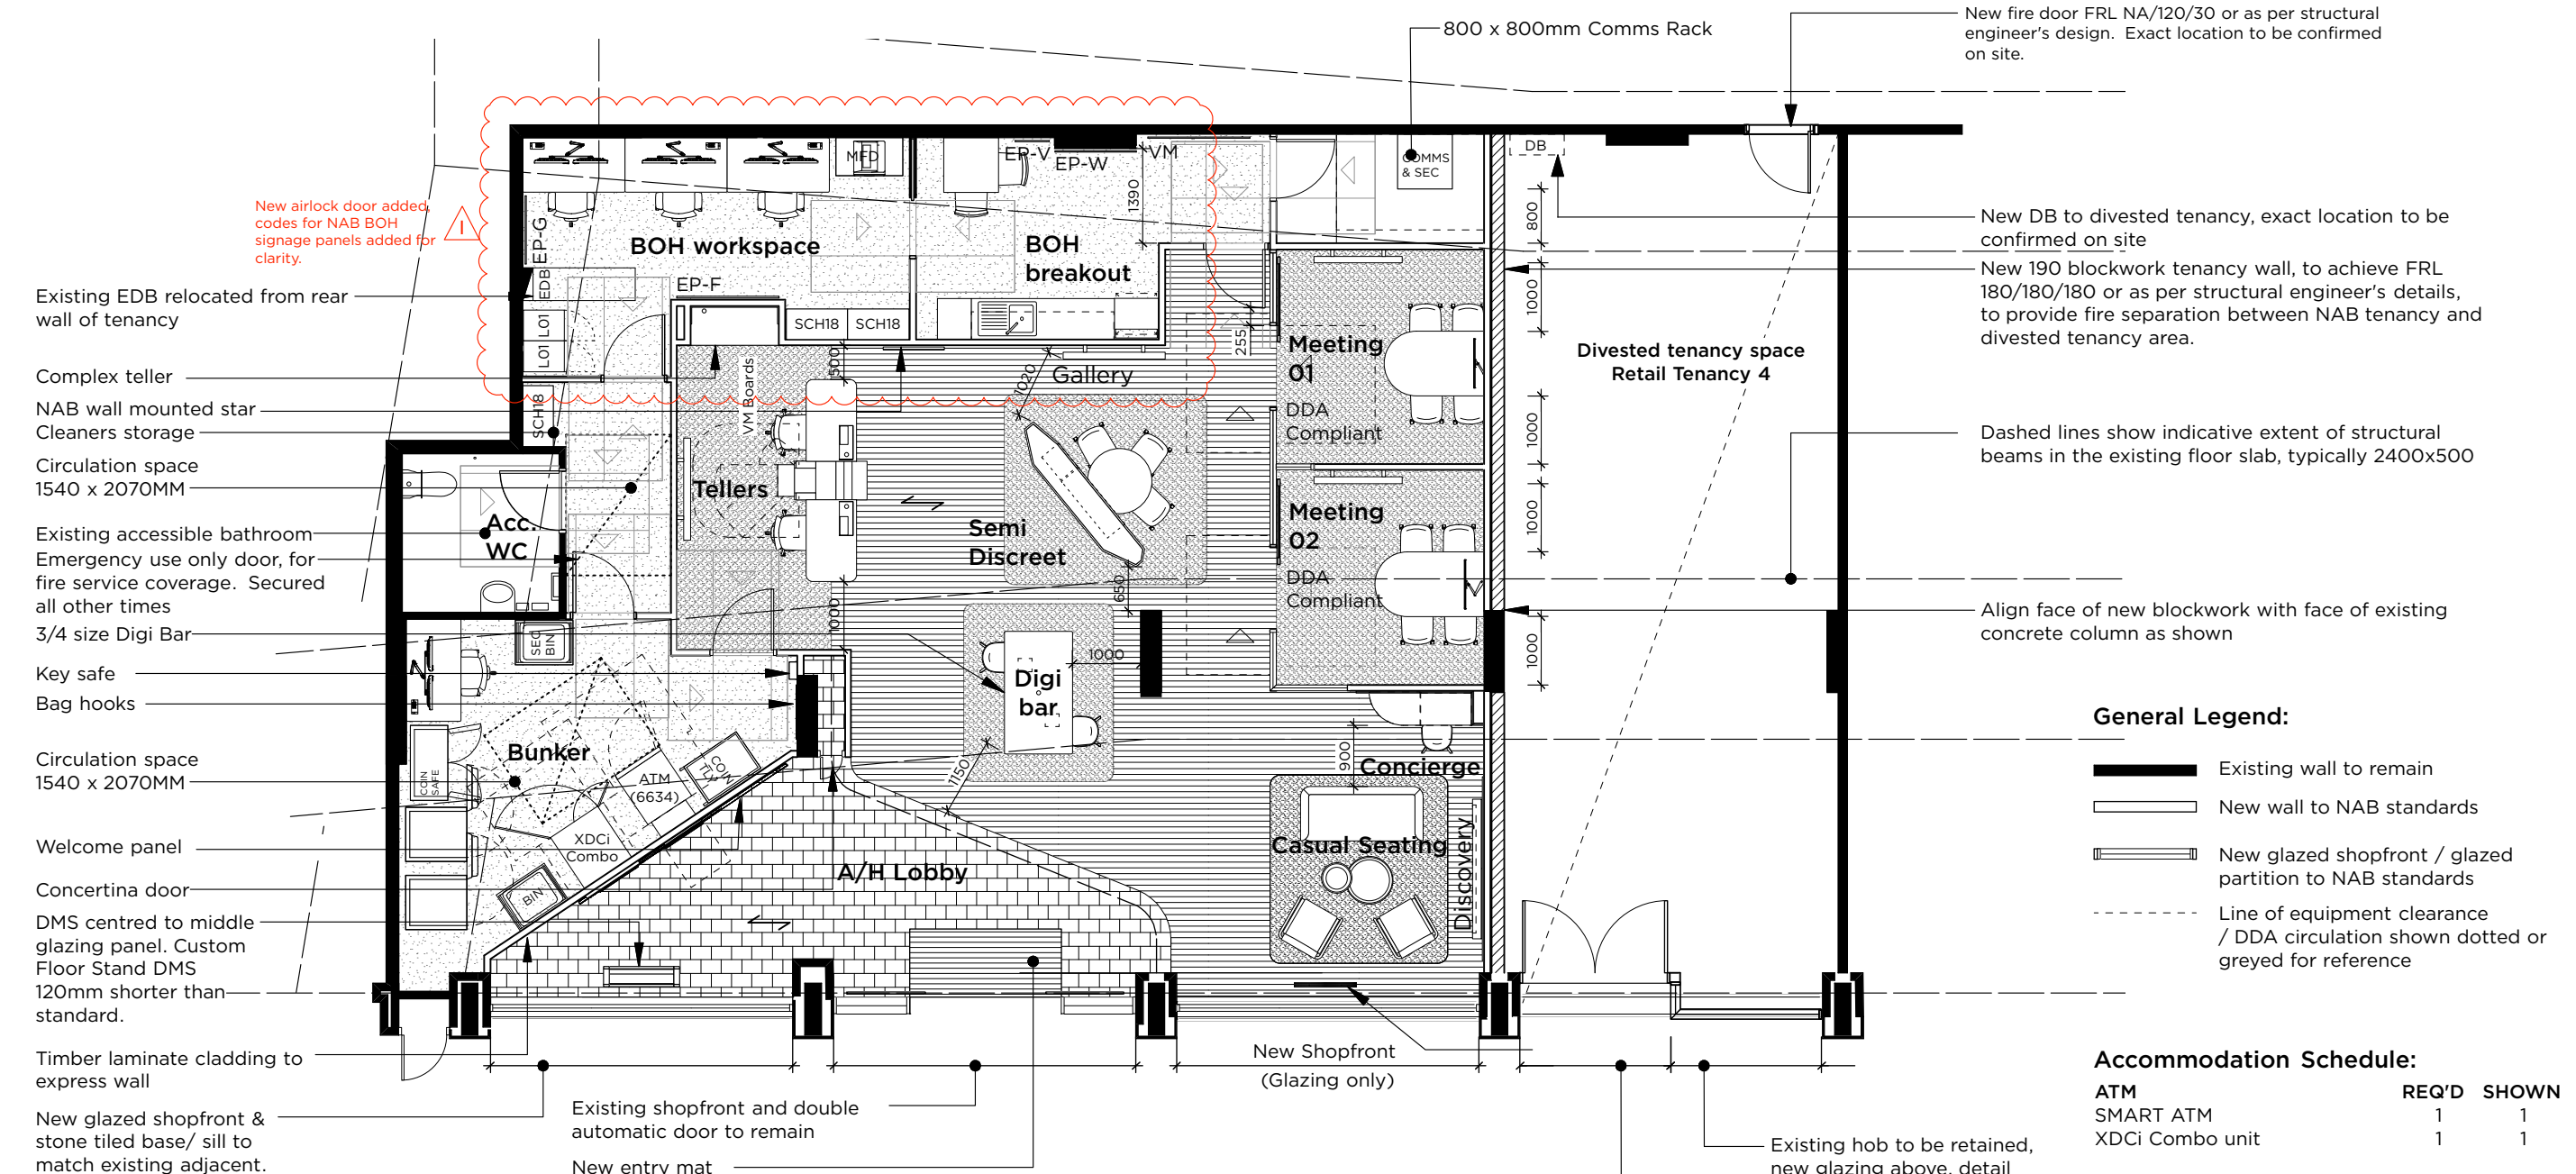 800 x 800mm Comms Rack
New fire door FRL NA/120/30 or as per structural
engineer's design.  Exact location to be confirmed
on site.
New airlock door added,
codes for NAB BOH
signage panels added for
clarity.
Existing EDB relocated from rear
wall of tenancy
Complex teller
NAB wall mounted star
Cleaners storage
Circulation space
1540 x 2070MM
Existing accessible bathroom
Emergency use only door, for
fire service coverage.  Secured
all other times
3/4 size Digi Bar
Key safe
Bag hooks
Circulation space
1540 x 2070MM
Welcome panel
Concertina door
DMS centred to middle
glazing panel. Custom
Floor Stand DMS
120mm shorter than
standard.
Timber laminate cladding to
express wall
New glazed shopfront &
stone tiled base/ sill to
match existing adjacent.
MFD
EP-V
EP-W
VM
1390
COMMS
& SEC
DB
EP-G
EDB
BOH workspace
BOH
breakout
EP-F
L01
L01
SCH18
SCH18
SCH18
VM Boards
500
1020
Gallery
255
Meeting
01
DDA
Compliant
800
1000
1000
1000
1000
Divested tenancy space
Retail Tenancy 4
Tellers
Semi
Discreet
Meeting
02
DDA
Compliant
Acc.
WC
1000
650
SEC
BIN
1000
Digi
bar
1150
Bunker
COIN
SAFE
ATM
(6634)
COIN
XDCi
Combo
BIN
A/H Lobby
900
Concierge
Casual Seating
Discovery
New Shopfront
(Glazing only)
Existing shopfront and double
automatic door to remain
New entry mat
Existing hob to be retained,
new glazing above, detail
New DB to divested tenancy, exact location to be
confirmed on site
New 190 blockwork tenancy wall, to achieve FRL
180/180/180 or as per structural engineer's details,
to provide fire separation between NAB tenancy and
divested tenancy area.
Dashed lines show indicative extent of structural
beams in the existing floor slab, typically 2400x500
Align face of new blockwork with face of existing
concrete column as shown
General Legend:
Existing wall to remain
New wall to NAB standards
New glazed shopfront / glazed
partition to NAB standards
Line of equipment clearance
/ DDA circulation shown dotted or
greyed for reference
Accommodation Schedule:
ATM REQ'D SHOWN
SMART ATM 1 1
XDCi Combo unit 1 1